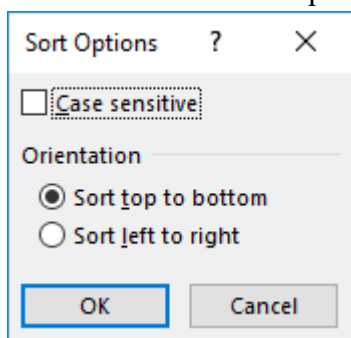 Sort Options ?
Case sensitive
Orientation
Sort top to bottom
Sort left to right
OK Cancel